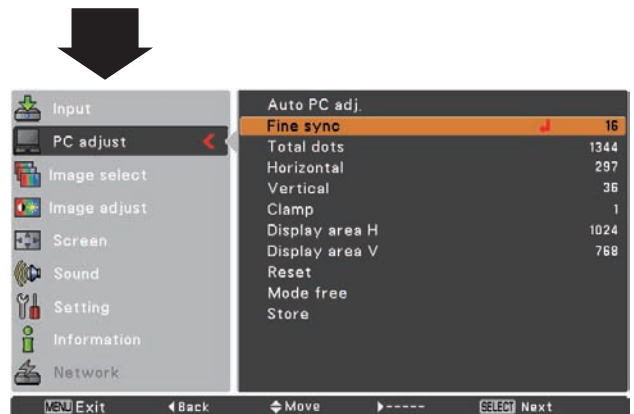 Input
PC adjust
Image select
Image adjust
Screen
Sound
Setting
Information
Network
Auto PC adj.
Fine sync 16
Total dots 1344
Horizontal 297
Vertical 36
Clamp 1
Display area H 1024
Display area V 768
Reset
Mode free
Store
MENU Exit ◀Back Move ▶----- SELECT Next